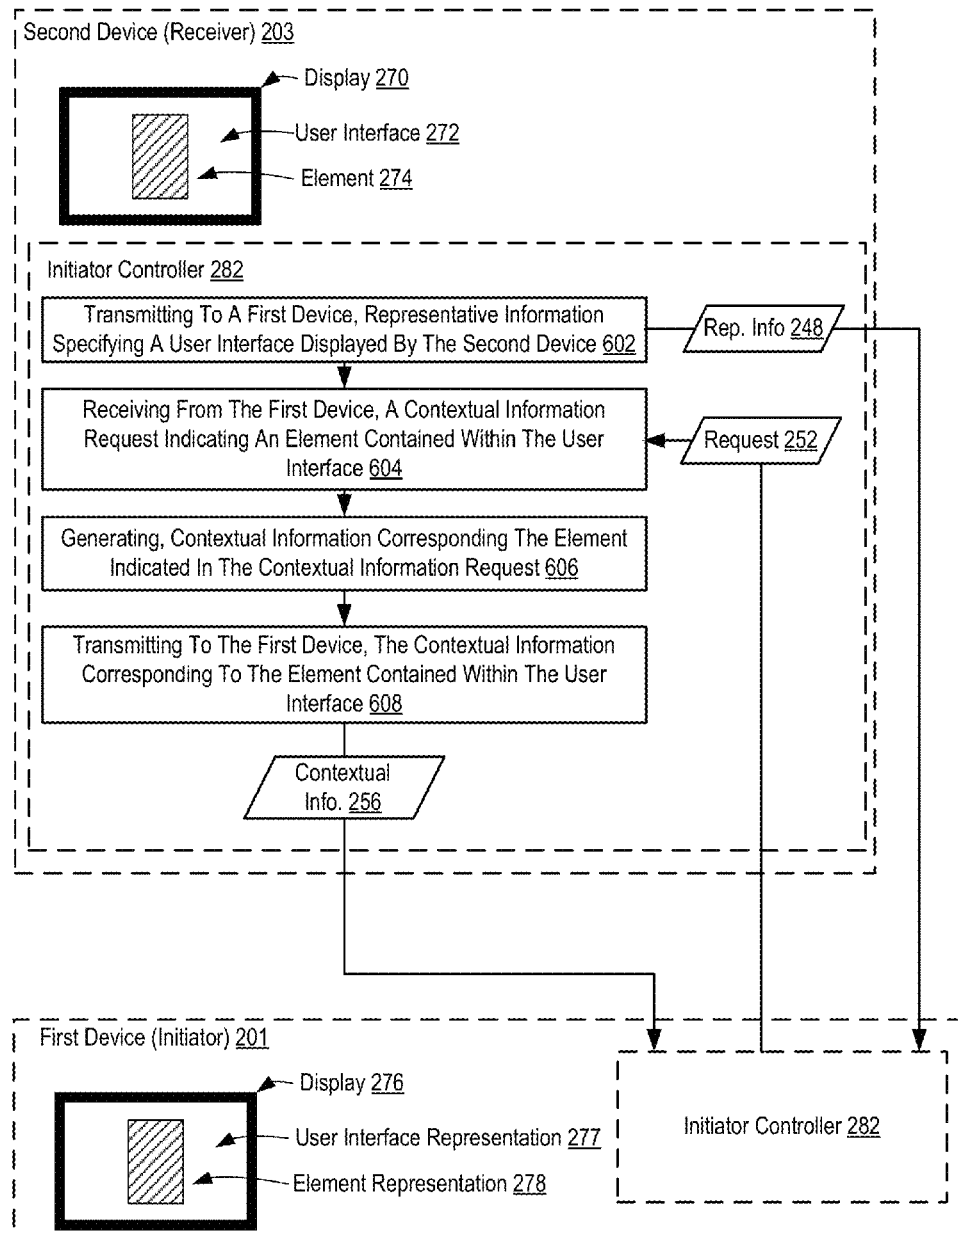 Second Device (Receiver) 203
Display 270
User Interface 272
Element 274
Initiator Controller 282
Transmitting To A First Device, Representative Information
Specifying A User Interface Displayed By The Second Device 602
Rep. Info 248
Receiving From The First Device, A Contextual Information
Request Indicating An Element Contained Within The User
Interface 604
Request 252
Generating, Contextual Information Corresponding The Element
Indicated In The Contextual Information Request 606
Transmitting To The First Device, The Contextual Information
Corresponding To The Element Contained Within The User
Interface 608
Contextual
Info. 256
First Device (Initiator) 201
Display 276
User Interface Representation 277
Element Representation 278
Initiator Controller 282